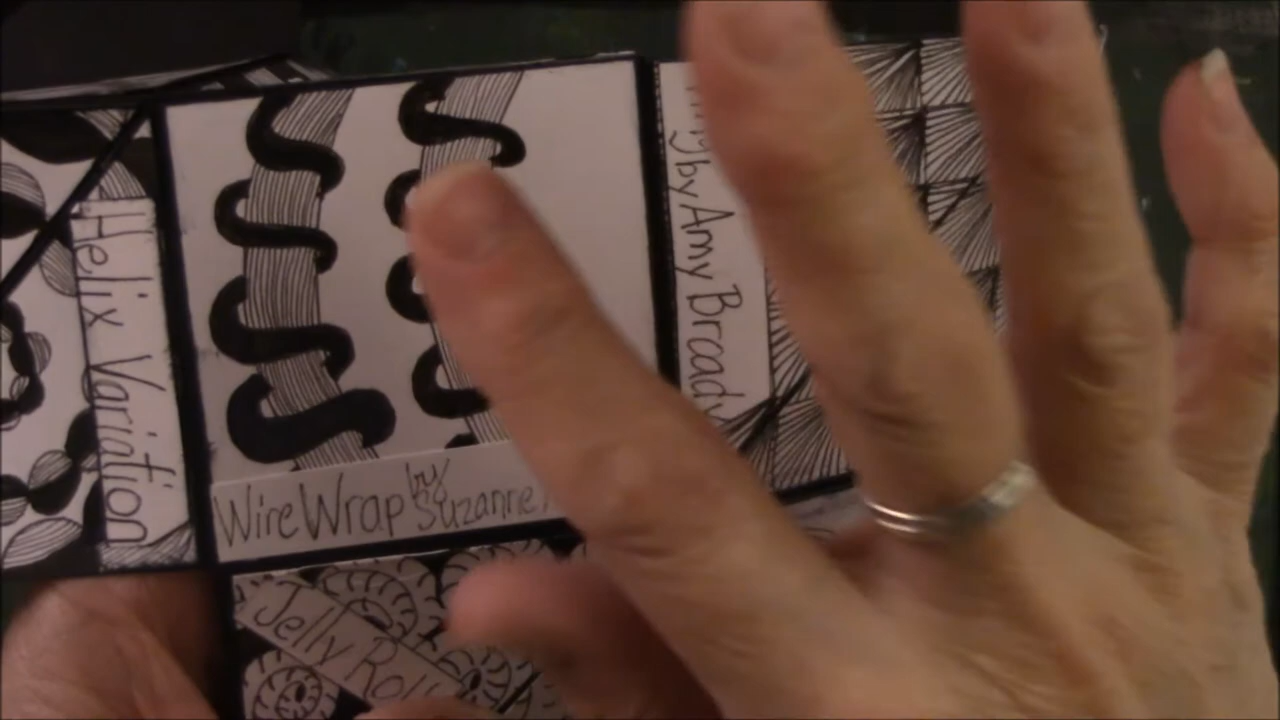 Helix Variation
Wire Wrap by
Suzanne
by Amy Broady
Jelly Roll